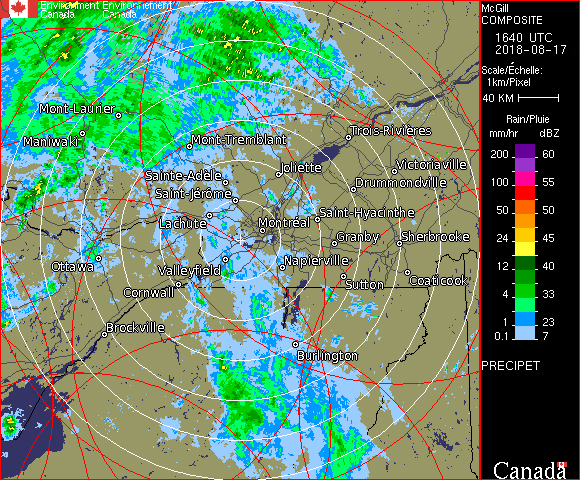 Environment Environnement
Canada Canada
McGill
COMPOSITE
1640 UTC
2018-08-17
Scale/Échelle:
1km/Pixel
40 KM
Rain/Pluie
mm/hr dBZ
200 60
100 55
50 50
24 45
12 40
4 33
1 23
0.1 7
PRECIPET
Canada
Mont-Laurier
Maniwaki
Mont-Tremblant
Trois-Rivières
Joliette
Victoriaville
Sainte-Adèle
Drummondville
Saint-Jérôme
Saint-Hyacinthe
Lachute
Montréal
Granby
Sherbrooke
Ottawa
Valleyfield
Napierville
Coaticook
Sutton
Cornwall
Brockville
Burlington